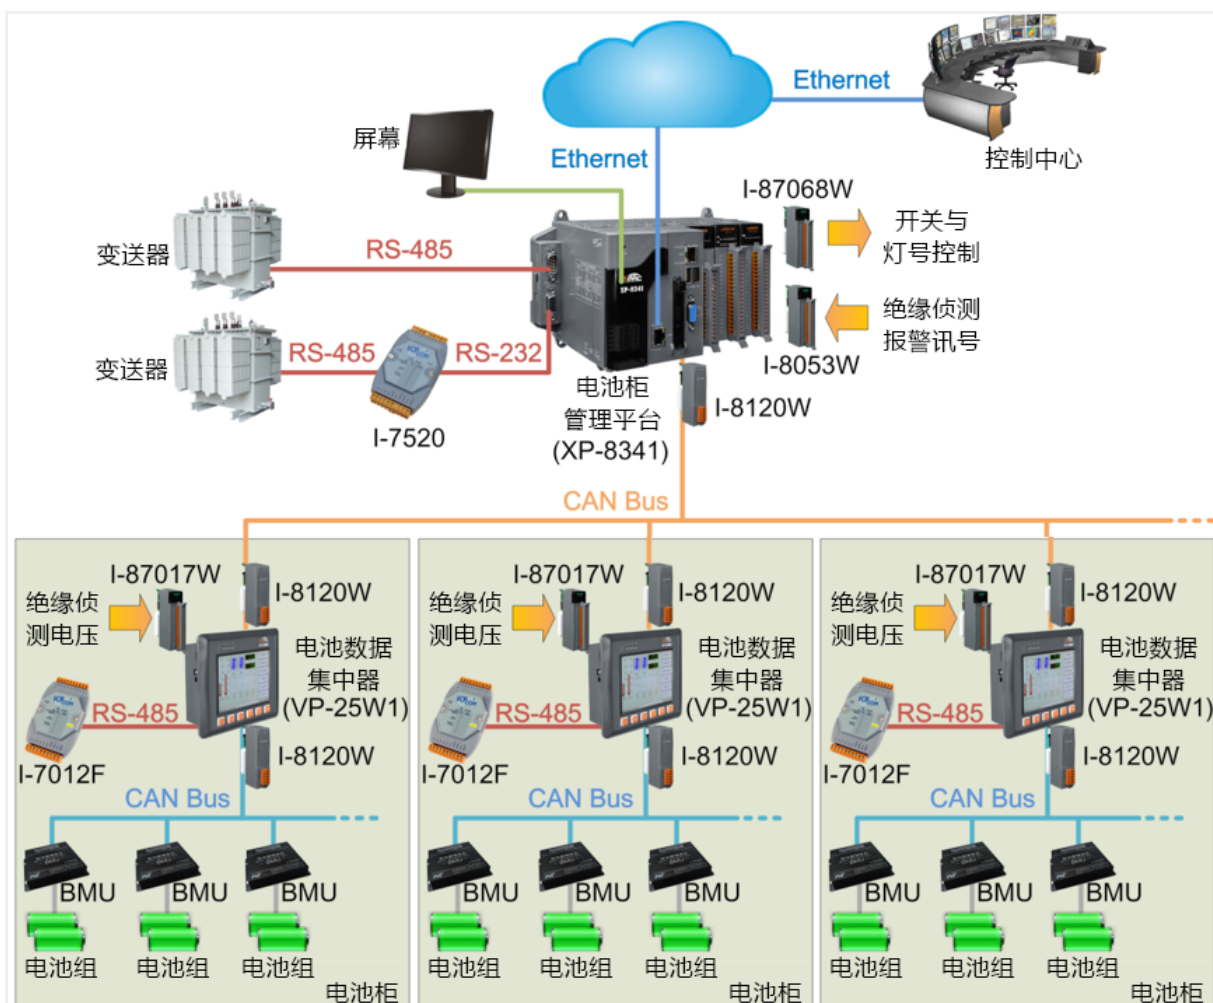 Ethernet
控制中心
屏幕
Ethernet
I-87068W
开关与
灯号控制
变送器
RS-485
XP-8341
绝缘侦测
报警讯号
I-8053W
变送器
RS-485
RS-232
I-7520
电池柜
管理平台
(XP-8341)
I-8120W
CAN Bus
I-87017W
I-8120W
绝缘侦
测电压
电池数据
集中器
(VP-25W1)
RS-485
I-7012F
I-8120W
CAN Bus
BMU
BMU
BMU
电池组
电池组
电池组
电池柜
I-87017W
I-8120W
绝缘侦
测电压
电池数据
集中器
(VP-25W1)
RS-485
I-7012F
I-8120W
CAN Bus
BMU
BMU
BMU
电池组
电池组
电池组
电池柜
I-87017W
I-8120W
绝缘侦
测电压
电池数据
集中器
(VP-25W1)
RS-485
I-7012F
I-8120W
CAN Bus
BMU
BMU
BMU
电池组
电池组
电池组
电池柜